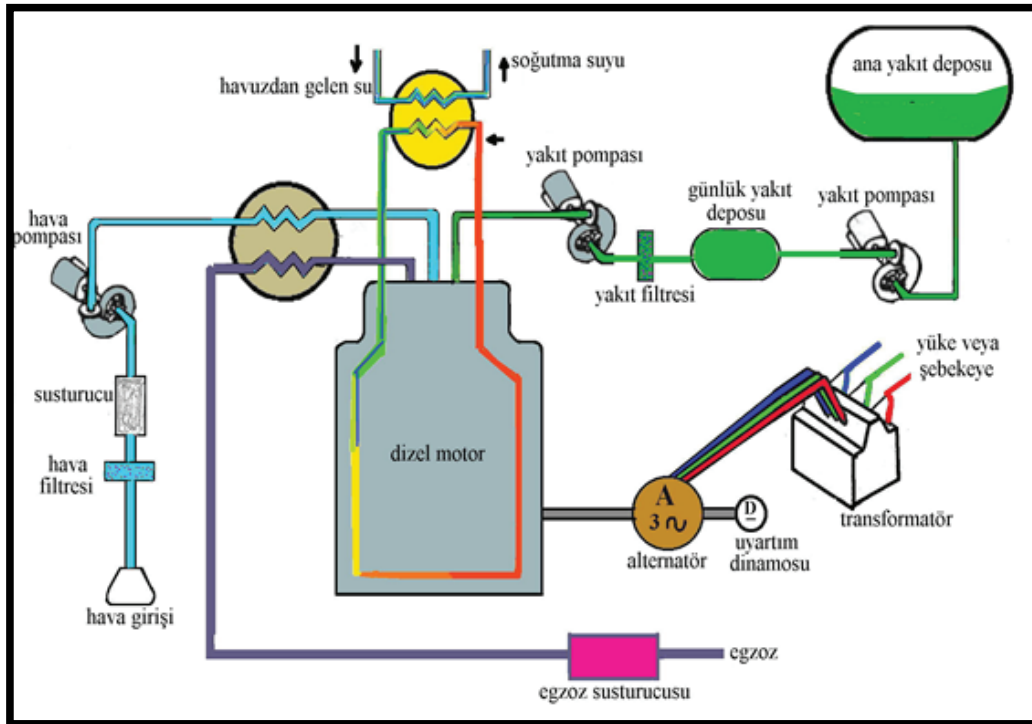 soğutma suyu
havuzdan gelen su
ana yakıt deposu
yakıt pompası
günlük yakıt
deposu
yakıt pompası
hava
pompası
yakıt filtresi
yüke veya
şebekeye
susturucu
hava
filtresi
dizel motor
A
3 ~
D
transformatör
alternatör
uyartım
dinamosu
hava girişi
egzoz
egzoz susturucusu